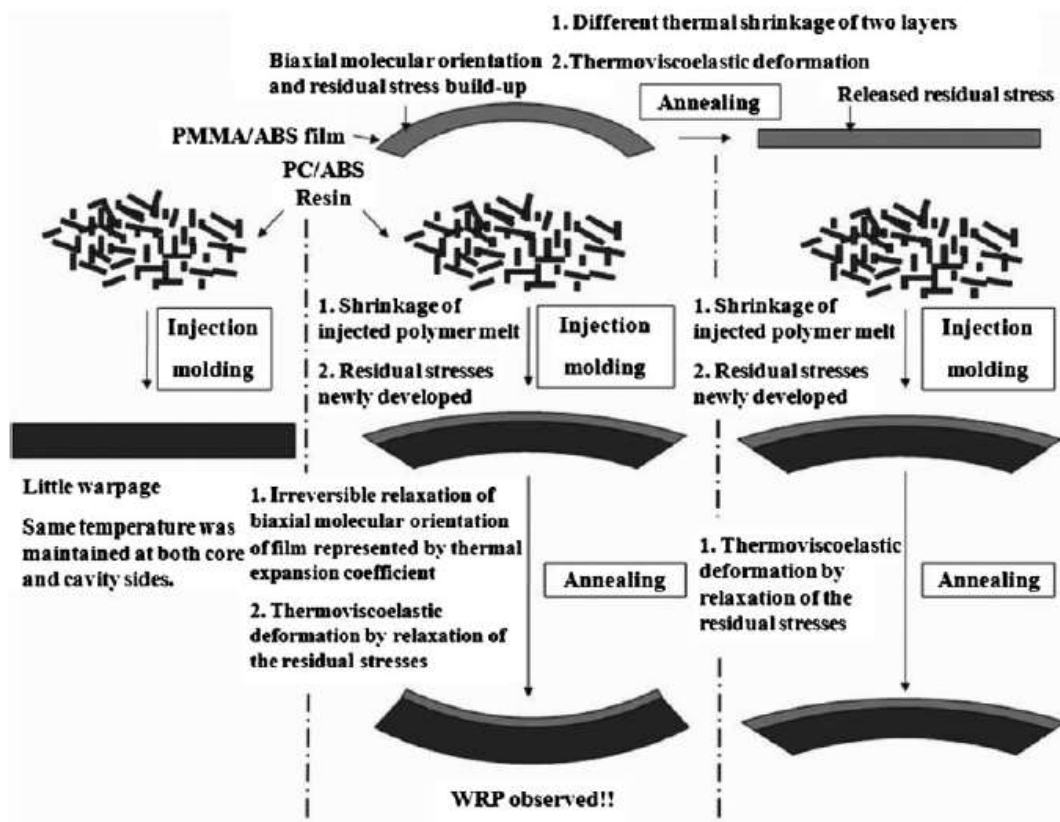 1. Different thermal shrinkage of two layers
2.Thermoviscoelastic deformation
Biaxial molecular orientation
and residual stress build-up
Annealing
Released residual stress
PMMA/ABS film
PC/ABS
Resin
Injection
molding
1. Shrinkage of
injected polymer melt
2. Residual stresses
newly developed
Injection
molding
1. Shrinkage of
injected polymer melt
2. Residual stresses
newly developed
Injection
molding
Little warpage
Same temperature was
maintained at both core
and cavity sides.
1. Irreversible relaxation of
biaxial molecular orientation
of film represented by thermal
expansion coefficient
2. Thermoviscoelastic
deformation by relaxation of
the residual stresses
Annealing
1. Thermoviscoelastic
deformation by
relaxation of the
residual stresses
Annealing
WRP observed!!